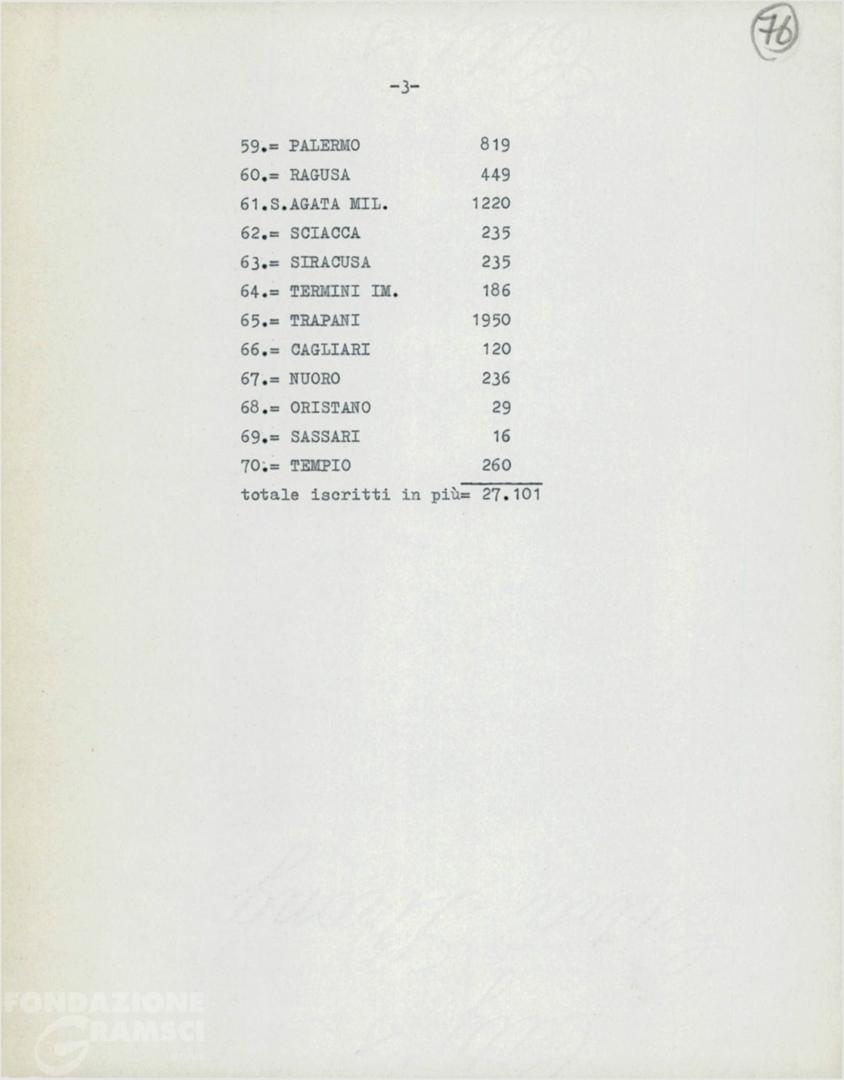 76
-3-
59.= PALERMO 819
60.= RAGUSA 449
61.S.AGATA MIL. 1220
62.= SCIACCA 235
63.= SIRACUSA 235
64.= TERMINI IM. 186
65.= TRAPANI 1950
66.= CAGLIARI 120
67.= NUORO 236
68.= ORISTANO 29
69.= SASSARI 16
70.= TEMPIO 260
totale iscritti in più= 27.101
FONDAZIONE
GRAMSCI